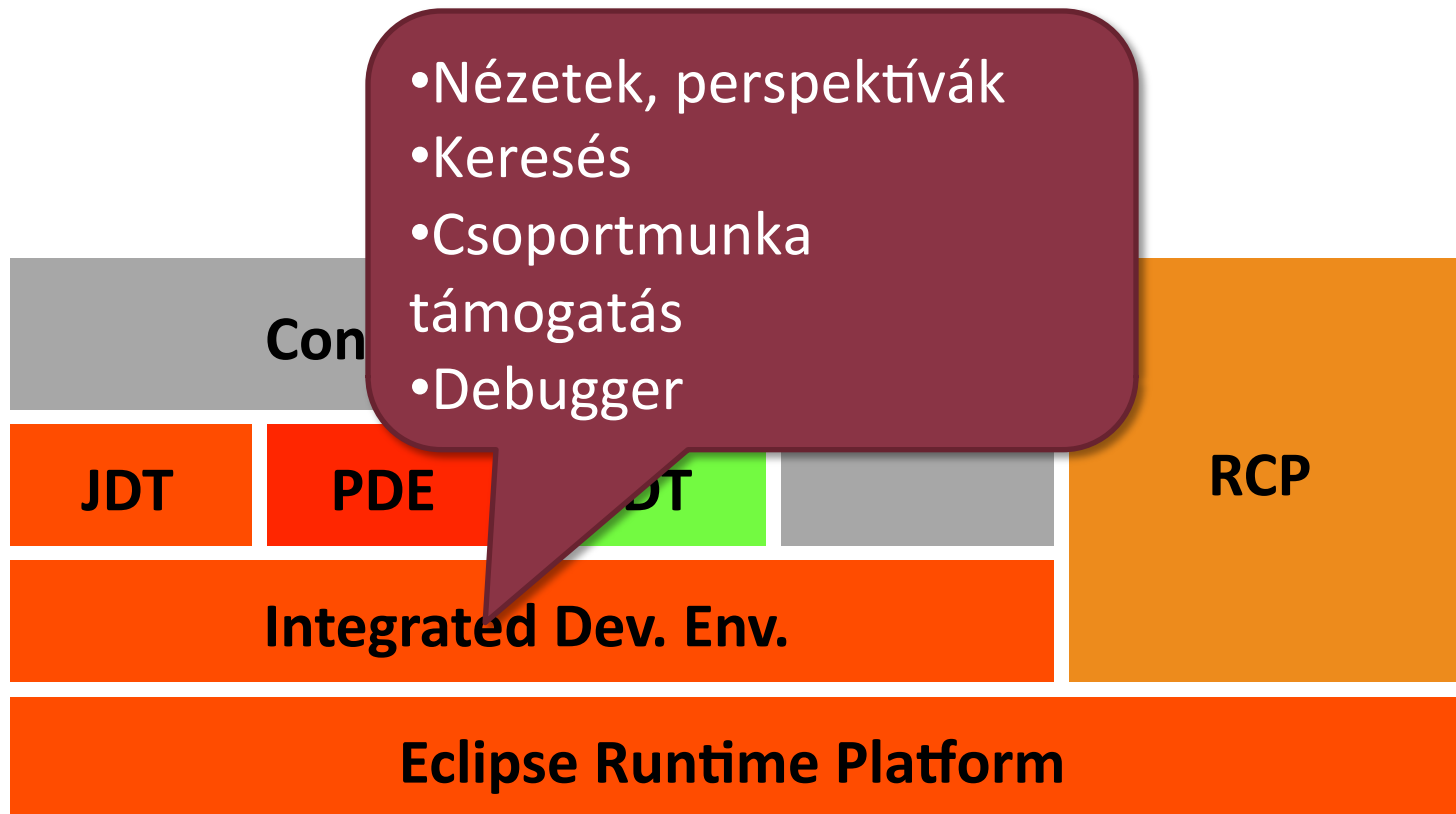 •Nézetek, perspektívák
•Keresés
•Csoportmunka
támogatás
•Debugger
JDT
PDE
RCP
Integrated Dev. Env.
Eclipse Runtime Platform